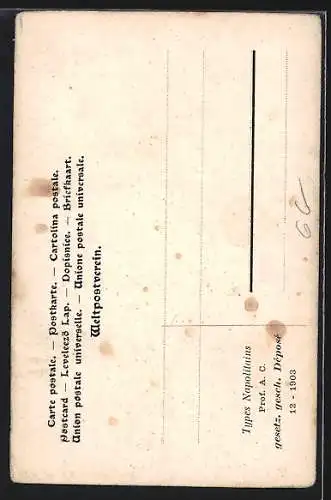 Carte postale. — Postkarte. — Cartolina postale.
Postcard — Levelező Lap. — Dopisnice. — Briefkaart.
Union postale universelle. — Unione postale universale.
Weltpostverein.
Types Napolitains
Prof. A. C.
gesetz. gesch. Déposé
12 - 1903